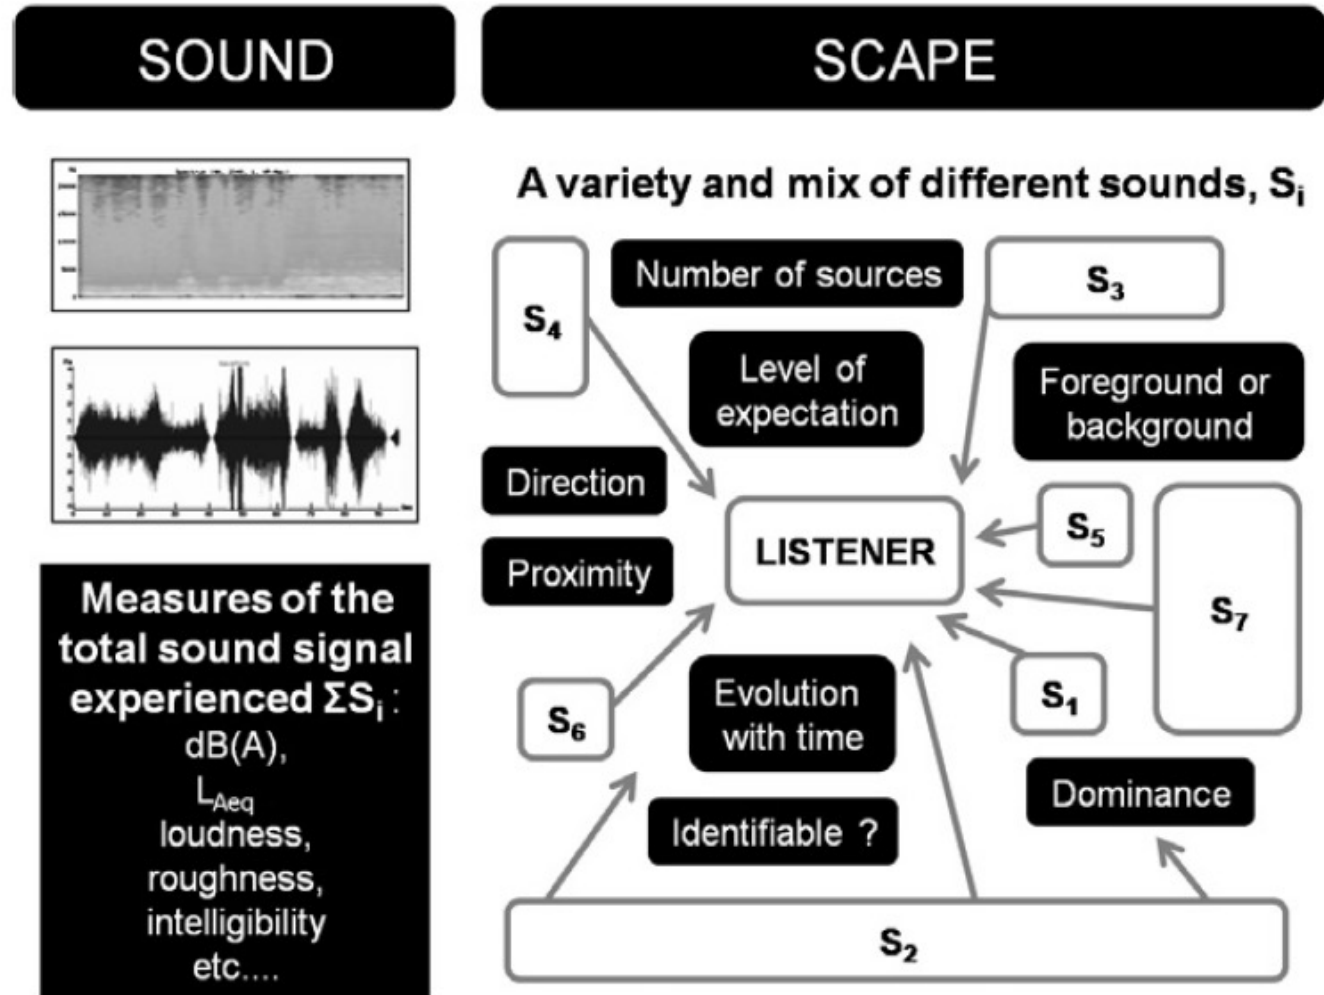 SOUND
SCAPE
A variety and mix of different sounds, Sᵢ
S₄
Number of sources
S₃
Level of
expectation
Foreground or
background
Direction
LISTENER
S₅
Proximity
S₇
Measures of the
total sound signal
experienced ΣSᵢ :
dB(A),
L_Aeq
loudness,
roughness,
intelligibility
etc....
S₆
Evolution
with time
S₁
Dominance
Identifiable ?
S₂